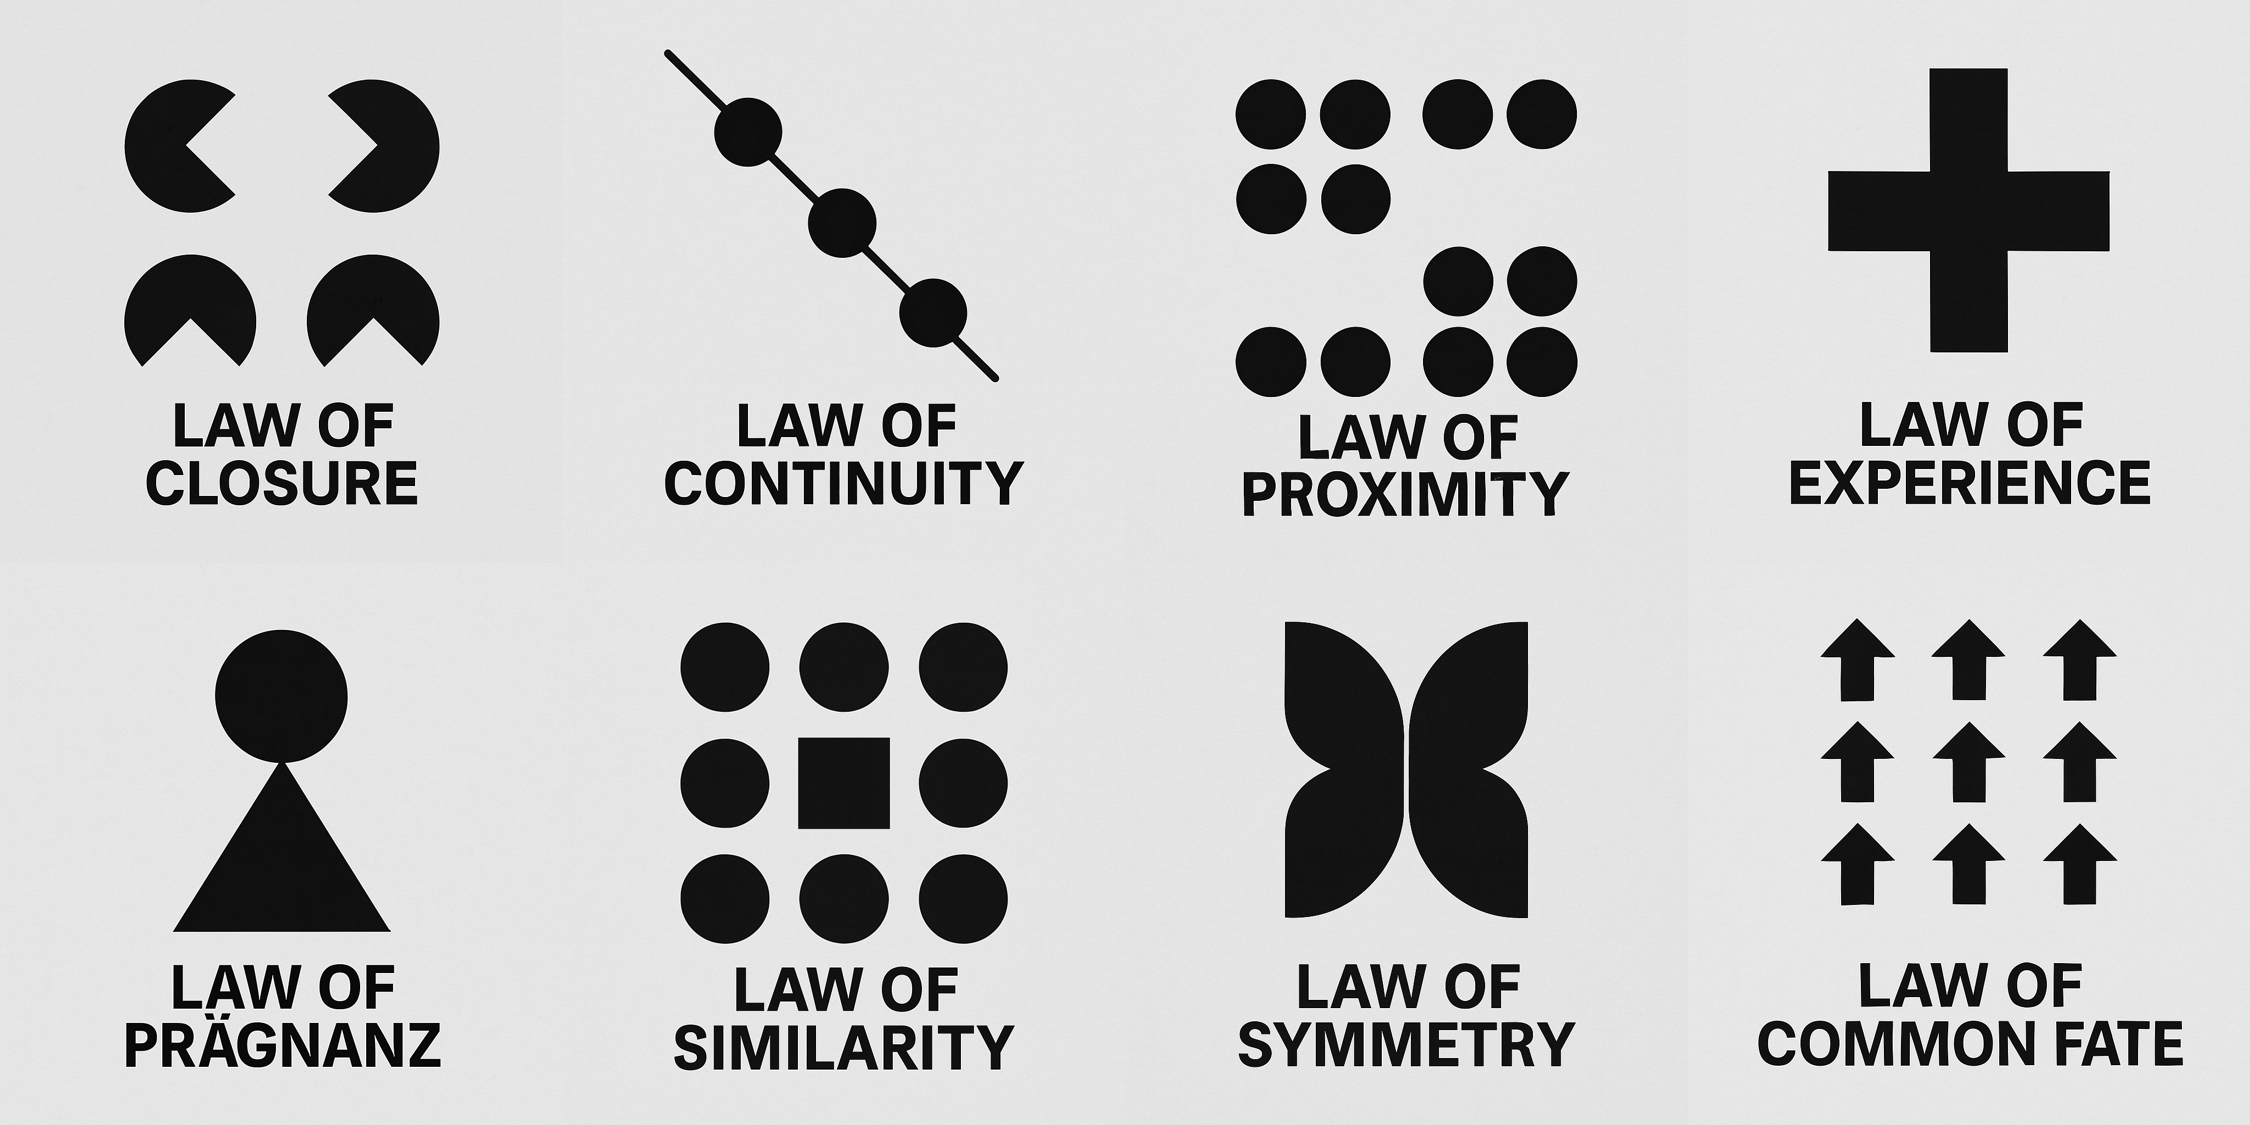 LAW OF
CLOSURE
LAW OF
CONTINUITY
LAW OF
PROXIMITY
LAW OF
EXPERIENCE
LAW OF
PRÄGNANZ
LAW OF
SIMILARITY
LAW OF
SYMMETRY
LAW OF
COMMON FATE